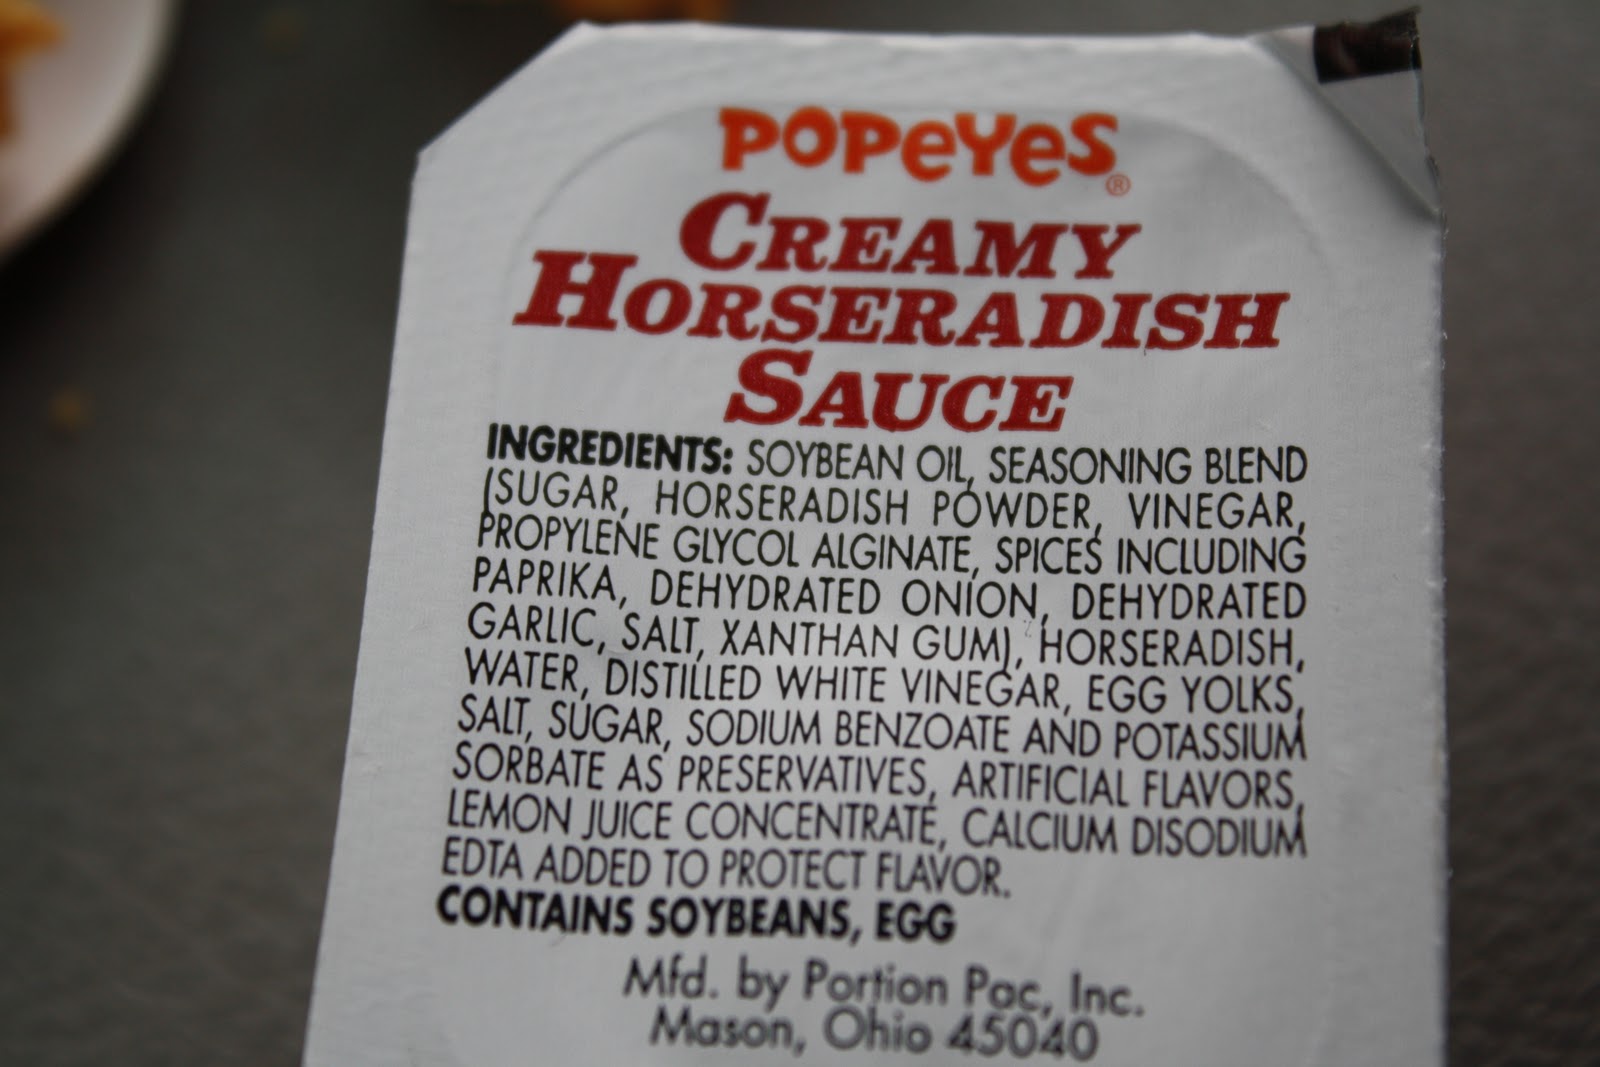 POPEYES®
CREAMY
HORSERADISH
SAUCE
INGREDIENTS: SOYBEAN OIL, SEASONING BLEND
(SUGAR, HORSERADISH POWDER, VINEGAR,
PROPYLENE GLYCOL ALGINATE, SPICES INCLUDING
PAPRIKA, DEHYDRATED ONION, DEHYDRATED
GARLIC, SALT, XANTHAN GUM), HORSERADISH,
WATER, DISTILLED WHITE VINEGAR, EGG YOLKS,
SALT, SUGAR, SODIUM BENZOATE AND POTASSIUM
SORBATE AS PRESERVATIVES, ARTIFICIAL FLAVORS,
LEMON JUICE CONCENTRATE, CALCIUM DISODIUM
EDTA ADDED TO PROTECT FLAVOR.
CONTAINS SOYBEANS, EGG
Mfd. by Portion Pac, Inc.
Mason, Ohio 45040